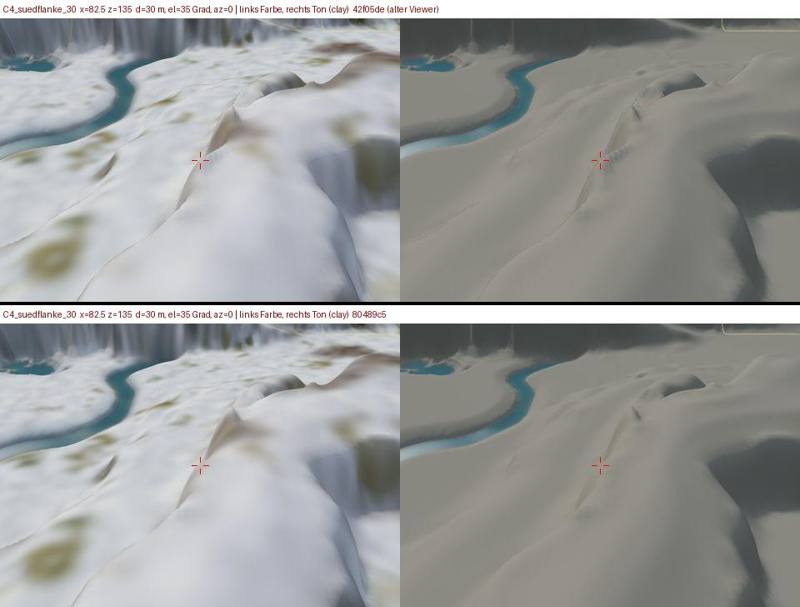 C4_suedflanke_30 x=82.5 z=135 d=30 m, el=35 Grad, az=0 | links Farbe, rechts Ton (clay) 42f05de (alter Viewer)
C4_suedflanke_30 x=82.5 z=135 d=30 m, el=35 Grad, az=0 | links Farbe, rechts Ton (clay) 80489c5